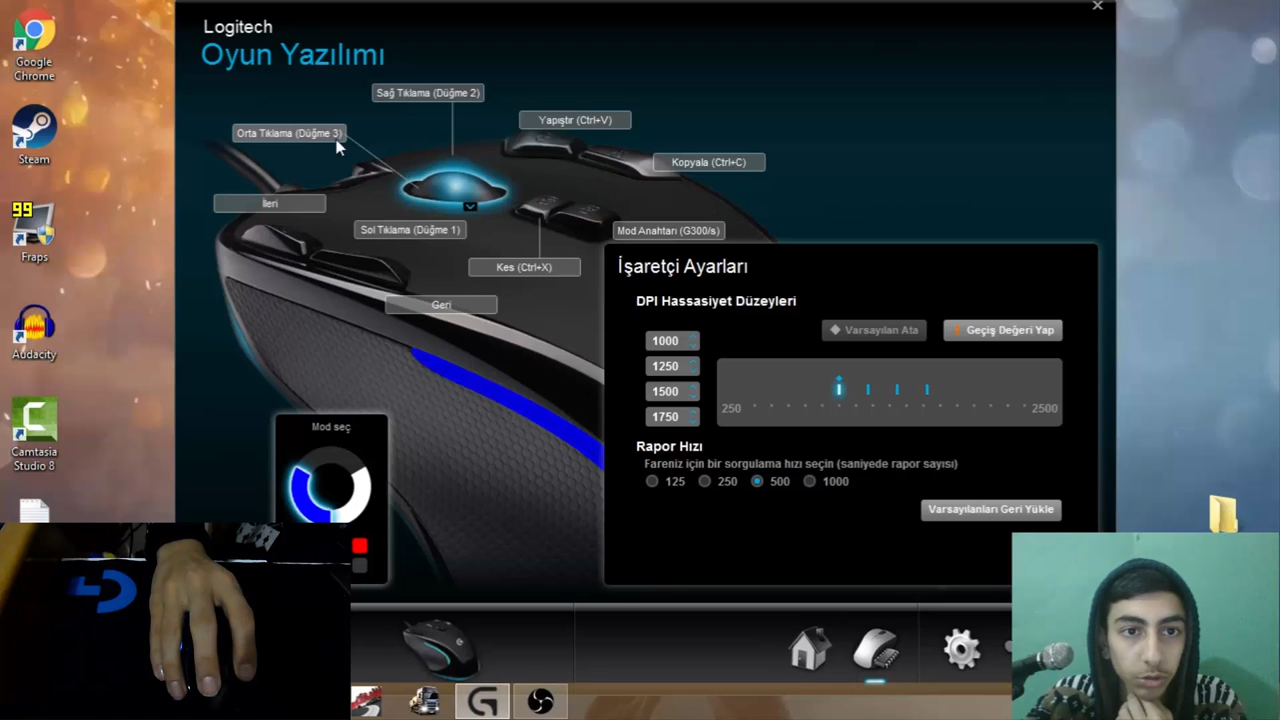 Google
Chrome
Steam
99
Fraps
Audacity
Camtasia
Studio 8
Logitech
Oyun Yazılımı
Sağ Tıklama (Düğme 2)
Yapıştır (Ctrl+V)
Orta Tıklama (Düğme 3)
Kopyala (Ctrl+C)
İleri
Sol Tıklama (Düğme 1)
Mod Anahtarı (G300/s)
Kes (Ctrl+X)
Geri
İşaretçi Ayarları
DPI Hassasiyet Düzeyleri
Varsayılan Ata
Geçiş Değeri Yap
1000
1250
1500
1750
250
2500
Rapor Hızı
Fareniz için bir sorgulama hızı seçin (saniyede rapor sayısı)
125 250 500 1000
Varsayılanları Geri Yükle
Mod seç